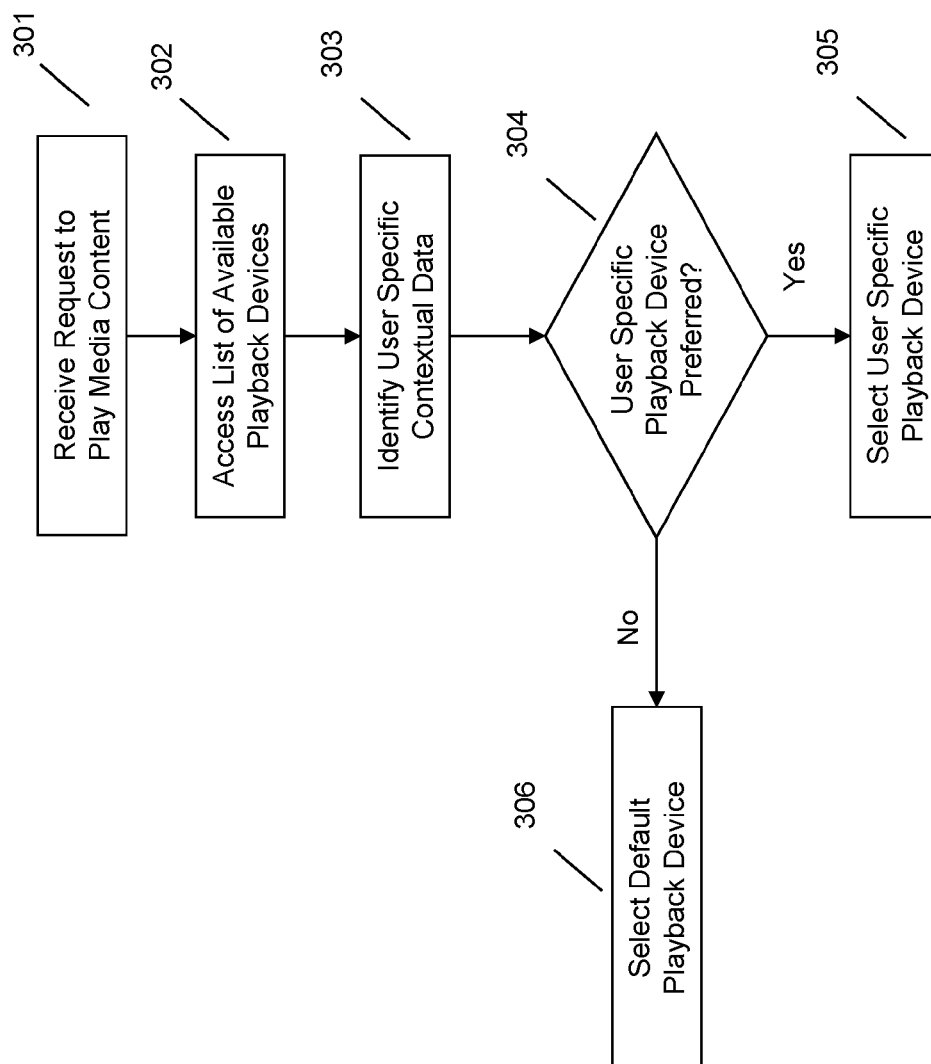 301
Receive Request to
Play Media Content
302
Access List of Available
Playback Devices
303
Identify User Specific
Contextual Data
304
User Specific
Playback Device
Preferred?
Yes
305
Select User Specific
Playback Device
No
306
Select Default
Playback Device